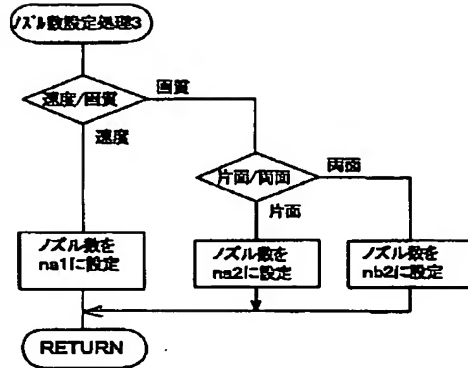 ノズル数設定処理3
速度/画質
画質
速度
片面/両面
両面
片面
ノズル数を
na1に設定
ノズル数を
na2に設定
ノズル数を
nb2に設定
RETURN